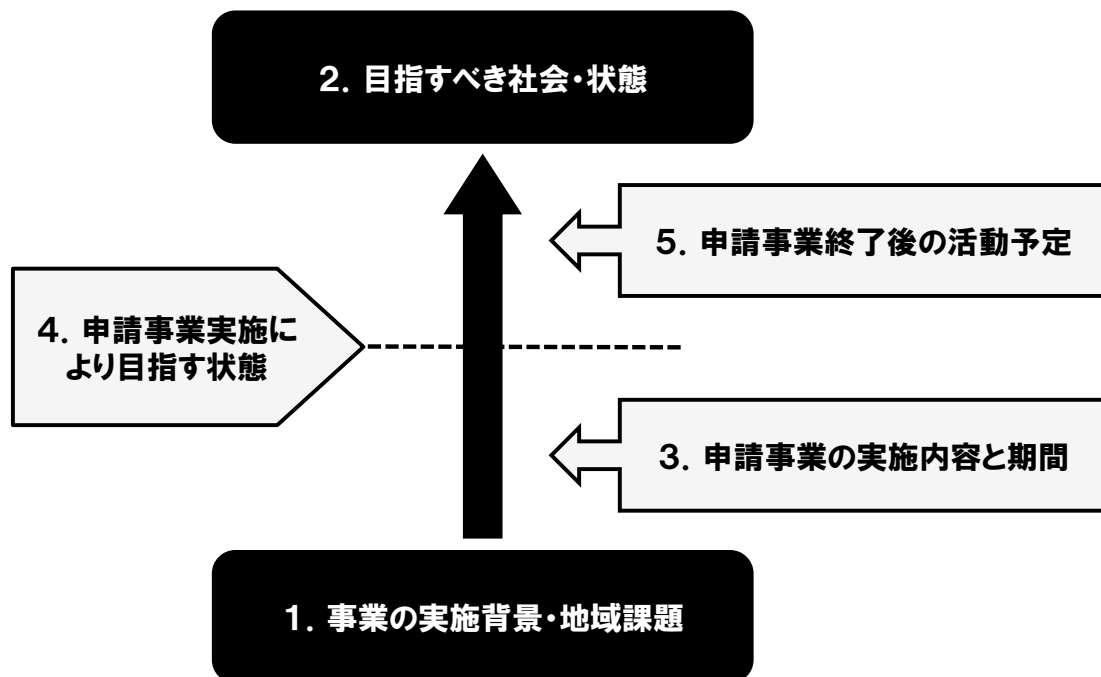 2. 目指すべき社会・状態
5. 申請事業終了後の活動予定
4. 申請事業実施に
より目指す状態
3. 申請事業の実施内容と期間
1. 事業の実施背景・地域課題